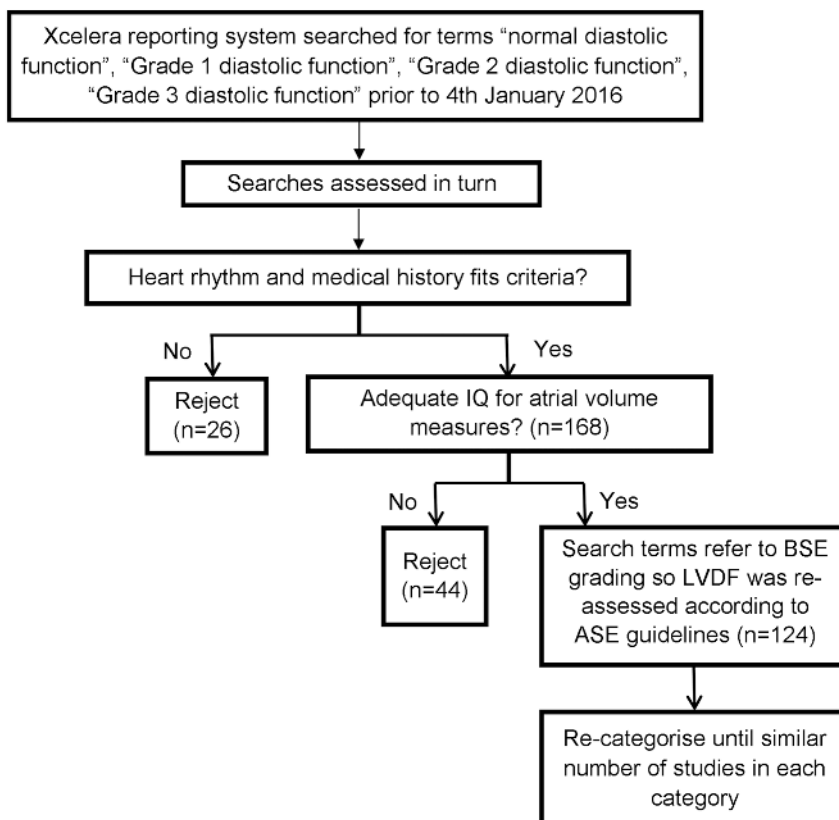 Xcelera reporting system searched for terms “normal diastolic
function”, “Grade 1 diastolic function”, “Grade 2 diastolic function”,
“Grade 3 diastolic function” prior to 4th January 2016
Searches assessed in turn
Heart rhythm and medical history fits criteria?
No
Yes
Reject
(n=26)
Adequate IQ for atrial volume
measures? (n=168)
No
Yes
Reject
(n=44)
Search terms refer to BSE
grading so LVDF was re-
assessed according to
ASE guidelines (n=124)
Re-categorise until similar
number of studies in each
category